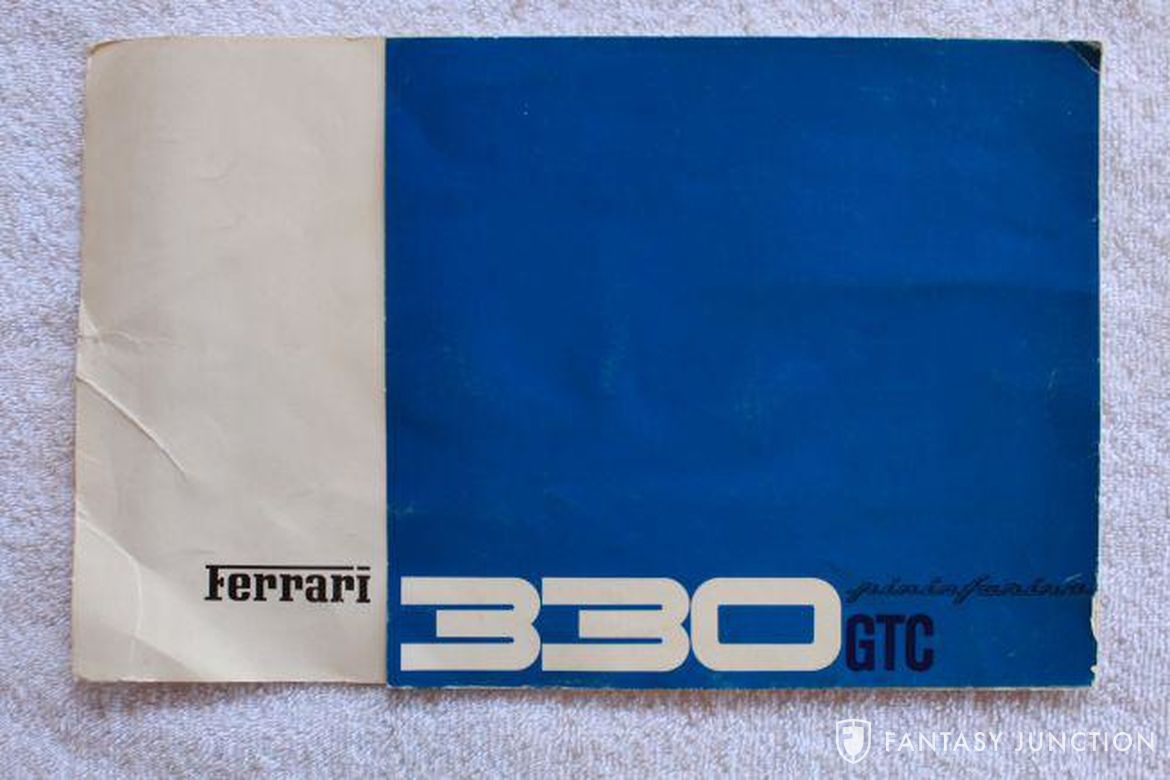 Ferrari
330
pininfarina
GTC
FANTASY JUNCTION